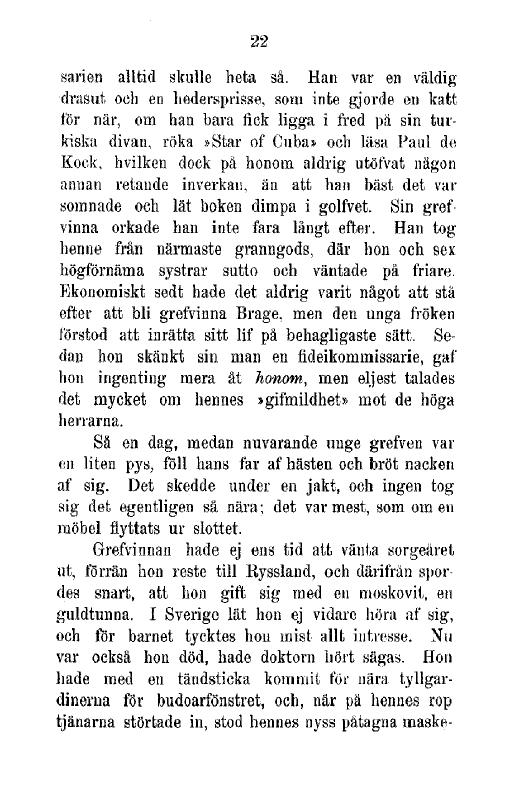 22
sarien alltid skulle heta så. Han var en väldig
drasut och en hedersprisse, som inte gjorde en katt
för när, om han bara fick ligga i fred på sin tur-
kiska divan, röka »Star of Cuba» och läsa Paul de
Kock, hvilken dock på honom aldrig utöfvat någon
annan retande inverkan, än att han bäst det var
somnade och lät boken dimpa i golfvet. Sin gref-
vinna orkade han inte fara långt efter. Han tog
henne från närmaste granngods, där hon och sex
högförnäma systrar sutto och väntade på friare.
Ekonomiskt sedt hade det aldrig varit något att stå
efter att bli grefvinna Brage, men den unga fröken
förstod att inrätta sitt lif på behagligaste sätt. Se-
dan hon skänkt sin man en fideikommissarie, gaf
hon ingenting mera åt honom, men eljest talades
det mycket om hennes »gifmildhet» mot de höga
herrarna.
Så en dag, medan nuvarande unge grefven var
en liten pys, föll hans far af hästen och bröt nacken
af sig. Det skedde under en jakt, och ingen tog
sig det egentligen så nära; det var mest, som om en
möbel flyttats ur slottet.
Grefvinnan hade ej ens tid att vänta sorgeåret
ut, förrän hon reste till Ryssland, och därifrån spor-
des snart, att hon gift sig med en moskovit, en
guldtunna. I Sverige lät hon ej vidare höra af sig,
och för barnet tycktes hon mist allt intresse. Nu
var också hon död, hade doktorn hört sägas. Hon
hade med en tändsticka kommit för nära tyllgar-
dinerna för budoarfönstret, och, när på hennes rop
tjänarna störtade in, stod hennes nyss påtagna maske-